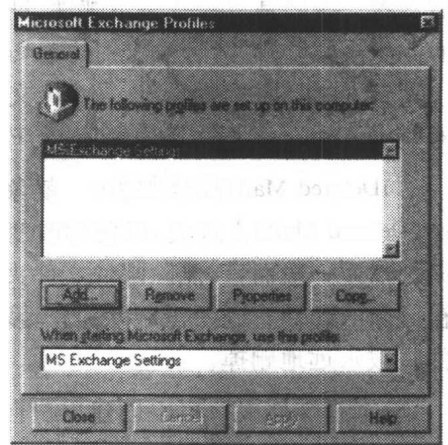 Microsoft Exchange Profiles
General
The following profiles are set up on this computer:
MS Exchange Settings
Add... Remove Properties Copy...
When starting Microsoft Exchange, use this profile:
MS Exchange Settings
Close Cancel Apply Help